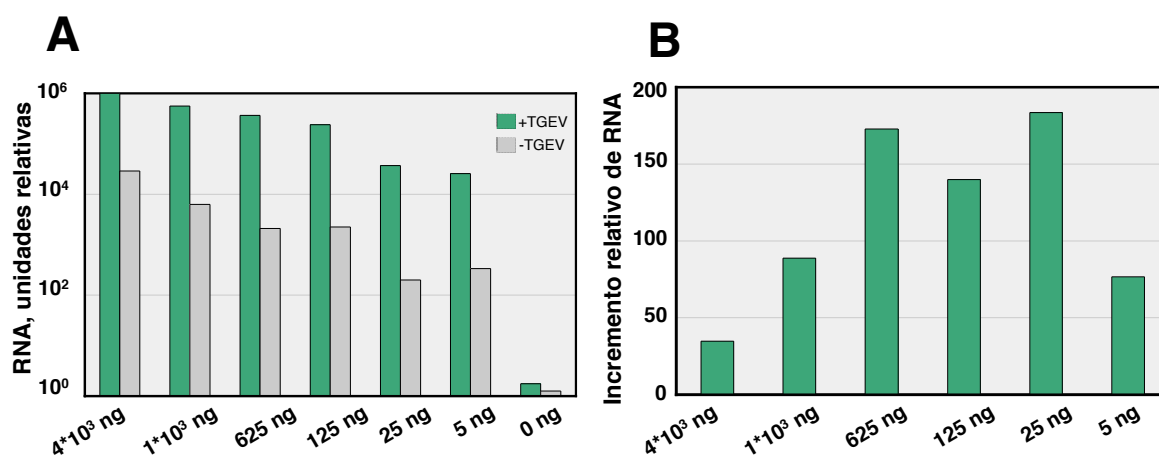 A
RNA, unidades relativas
10⁶
10⁴
10²
10⁰
+TGEV
-TGEV
4*10³ ng
1*10³ ng
625 ng
125 ng
25 ng
5 ng
0 ng
B
Incremento relativo de RNA
200
150
100
50
0
4*10³ ng
1*10³ ng
625 ng
125 ng
25 ng
5 ng